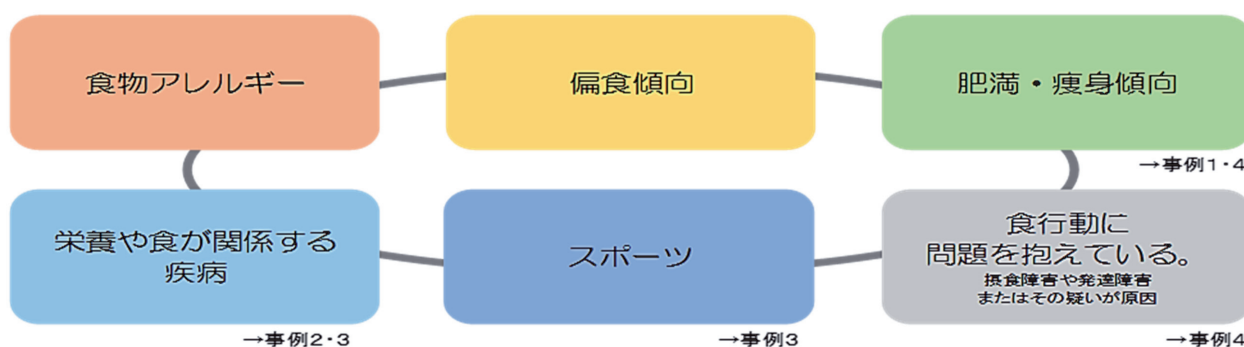 食物アレルギー
偏食傾向
肥満・痩身傾向
→事例1・4
栄養や食が関係する
疾病
→事例2・3
スポーツ
→事例3
食行動に
問題を抱えている。
摂食障害や発達障害
またはその疑いが原因
→事例4